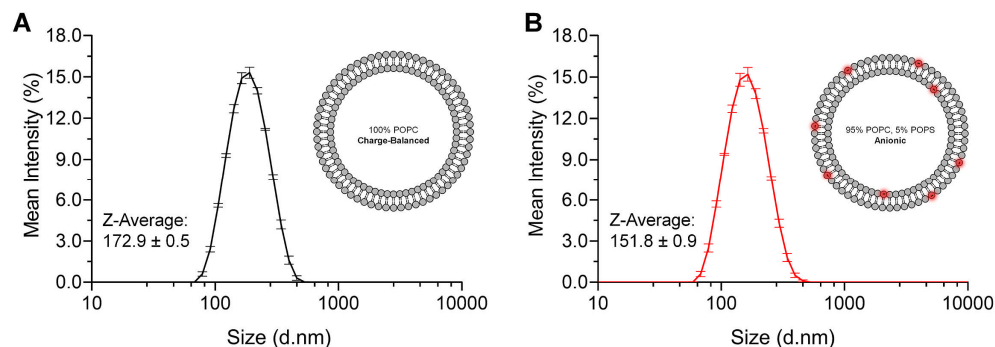 A
18.0
15.0
12.0
9.0
6.0
3.0
0.0
Mean Intensity (%)
Z-Average:
172.9 ± 0.5
100% POPC
Charge-Balanced
10
100
1000
10000
Size (d.nm)
B
18.0
15.0
12.0
9.0
6.0
3.0
0.0
Mean Intensity (%)
Z-Average:
151.8 ± 0.9
95% POPC, 5% POPS
Anionic
10
100
1000
10000
Size (d.nm)